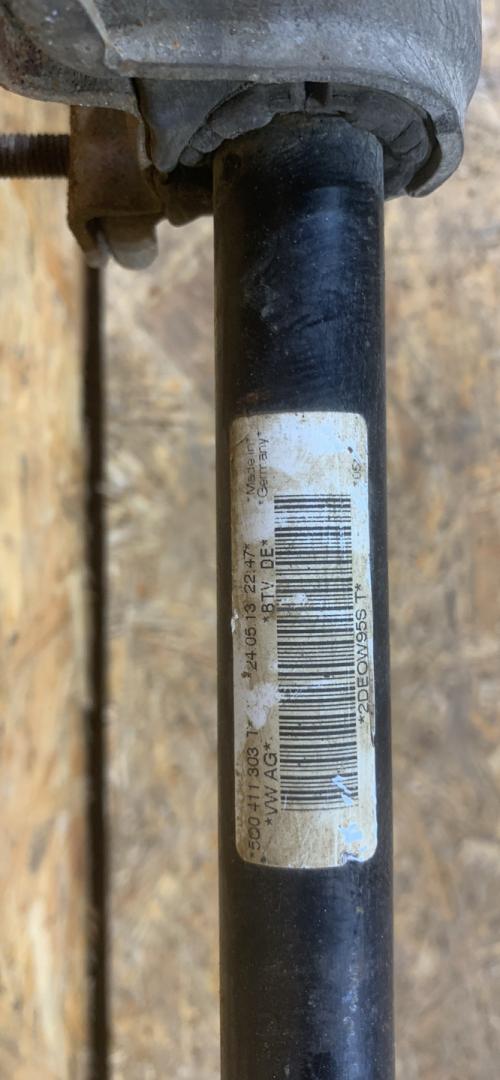 *5Q0 411 303 T* *24.05.13 22:47* *Made in*
*VW AG* *BTV DE* *Germany*
*2DEOW95S T*